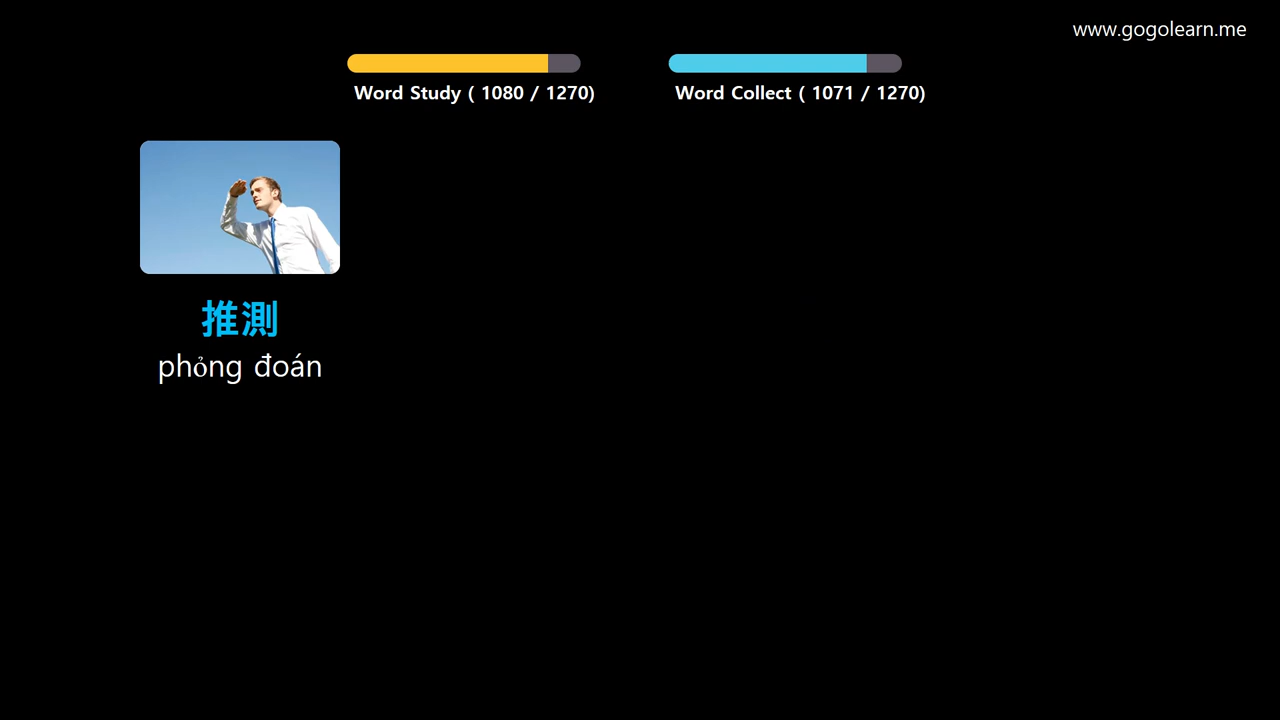 www.gogolearn.me
Word Study ( 1080 / 1270)
Word Collect ( 1071 / 1270)
推測
phỏng đoán